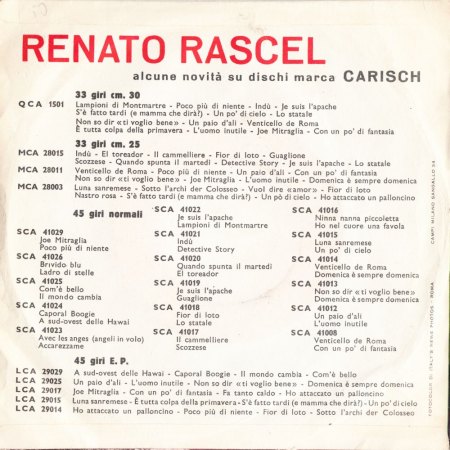 RENATO RASCEL
alcune novità su dischi marca CARISCH
33 giri cm. 30
QCA 1501 Lampioni di Montmartre - Poco più di niente - Indù - Je suis l'apache
S'è fatto tardi (e mamma che dirà?) - Un po' di cielo - Lo statale
Non so dir «ti voglio bene» - Un paio d'ali - Venticello de Roma
È tutta colpa della primavera - L'uomo inutile - Joe Mitraglia - Con un po' di fantasia
33 giri cm. 25
MCA 28015 Indù - El toreador - Il cammelliere - Fior di loto - Guaglione
Scozzese - Quando spunta il martedì - Detective Story - Je suis l'apache - Lo statale
MCA 28011 Venticello de Roma - Poco più di niente - Un paio d'ali - Con un po' di fantasia
Non so dir «ti voglio bene» - Joe Mitraglia - L'uomo inutile - Domenica è sempre domenica
MCA 28003 Luna sanremese - Sotto l'archi der Colosseo - Vuol dire «amor» - Fior di loto
Nastro rosa - S'è fatto tardi (e mamma che dirà?) - Un pò di cielo - Ho attaccato un palloncino
45 giri normali
SCA 41029
Joe Mitraglia
Poco più di niente
SCA 41026
Brivido blu
Ladro di stelle
SCA 41025
Com'è bello
Il mondo cambia
SCA 41024
Caporal Boogie
A sud-ovest delle Hawai
SCA 41023
Avec les anges (angeli in volo)
Accarezzame
SCA 41022
Je suis l'apache
Lampioni di Montmartre
SCA 41021
Indù
Detective Story
SCA 41020
Quando spunta il martedì
El toreador
SCA 41019
Je suis l'apache
Guaglione
SCA 41018
Fior di loto
Lo statale
SCA 41017
Il cammelliere
Scozzese
SCA 41016
Ninna nanna piccoletta
Ho nel cuore una favola
SCA 41015
Luna sanremese
Un po' di cielo
SCA 41014
Venticello de Roma
Domenica è sempre domenica
SCA 41013
Non so dir «ti voglio bene»
Domenica è sempre domenica
SCA 41012
Un paio d'ali
L'uomo inutile
SCA 41008
Venticello de Roma
Con un po' di fantasia
45 giri E. P.
LCA 29029 A sud-ovest delle Hawai - Caporal Boogie - Il mondo cambia - Com'è bello
LCA 29025 Un paio d'ali - L'uomo inutile - Non so dir «ti voglio bene» - Domenica è sempre domenica
LCA 29017 Joe Mitraglia - Con un po' di fantasia - Fa tanto caldo - Ho attaccato un palloncino
LCA 29015 Luna sanremese - È tutta colpa della primavera - S'è fatto tardi (e mamma che dirà?) - Un po' di cielo
LCA 29014 Ho attaccato un palloncino - Poco più di niente - Fior di loto - Sotto l'archi der Colosseo
FOTOCOLOR DI ITALY'S NEWS PHOTOS - ROMA
CAMPI MILANO SANGALLO 35